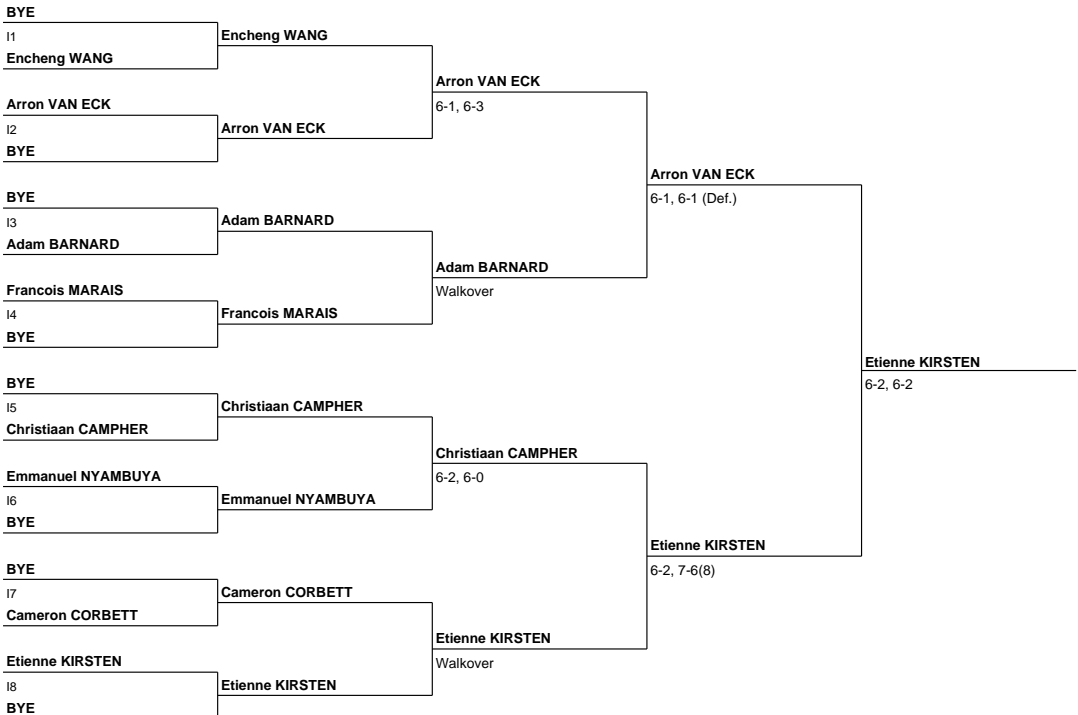 BYE
I1
Encheng WANG
Encheng WANG
Arron VAN ECK
6-1, 6-3
Arron VAN ECK
I2
BYE
Arron VAN ECK
Arron VAN ECK
6-1, 6-1 (Def.)
BYE
I3
Adam BARNARD
Adam BARNARD
Adam BARNARD
Walkover
Francois MARAIS
I4
BYE
Francois MARAIS
Etienne KIRSTEN
6-2, 6-2
BYE
I5
Christiaan CAMPHER
Christiaan CAMPHER
Christiaan CAMPHER
6-2, 6-0
Emmanuel NYAMBUYA
I6
BYE
Emmanuel NYAMBUYA
Etienne KIRSTEN
6-2, 7-6(8)
BYE
I7
Cameron CORBETT
Cameron CORBETT
Etienne KIRSTEN
Walkover
Etienne KIRSTEN
I8
BYE
Etienne KIRSTEN